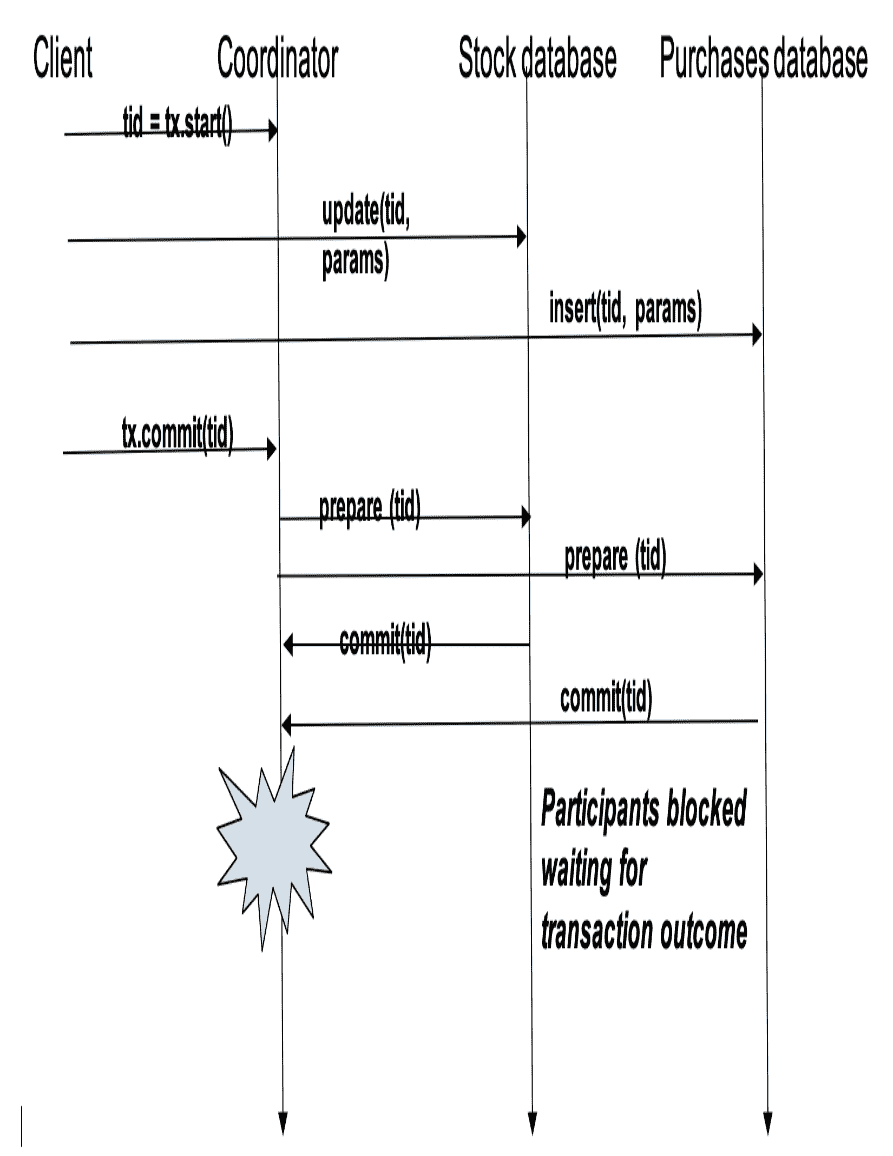 Client
Coordinator
Stock database
Purchases database
tid = tx.start()
update(tid,
params)
insert(tid, params)
tx.commit(tid)
prepare (tid)
prepare (tid)
commit(tid)
commit(tid)
Participants blocked
waiting for
transaction outcome